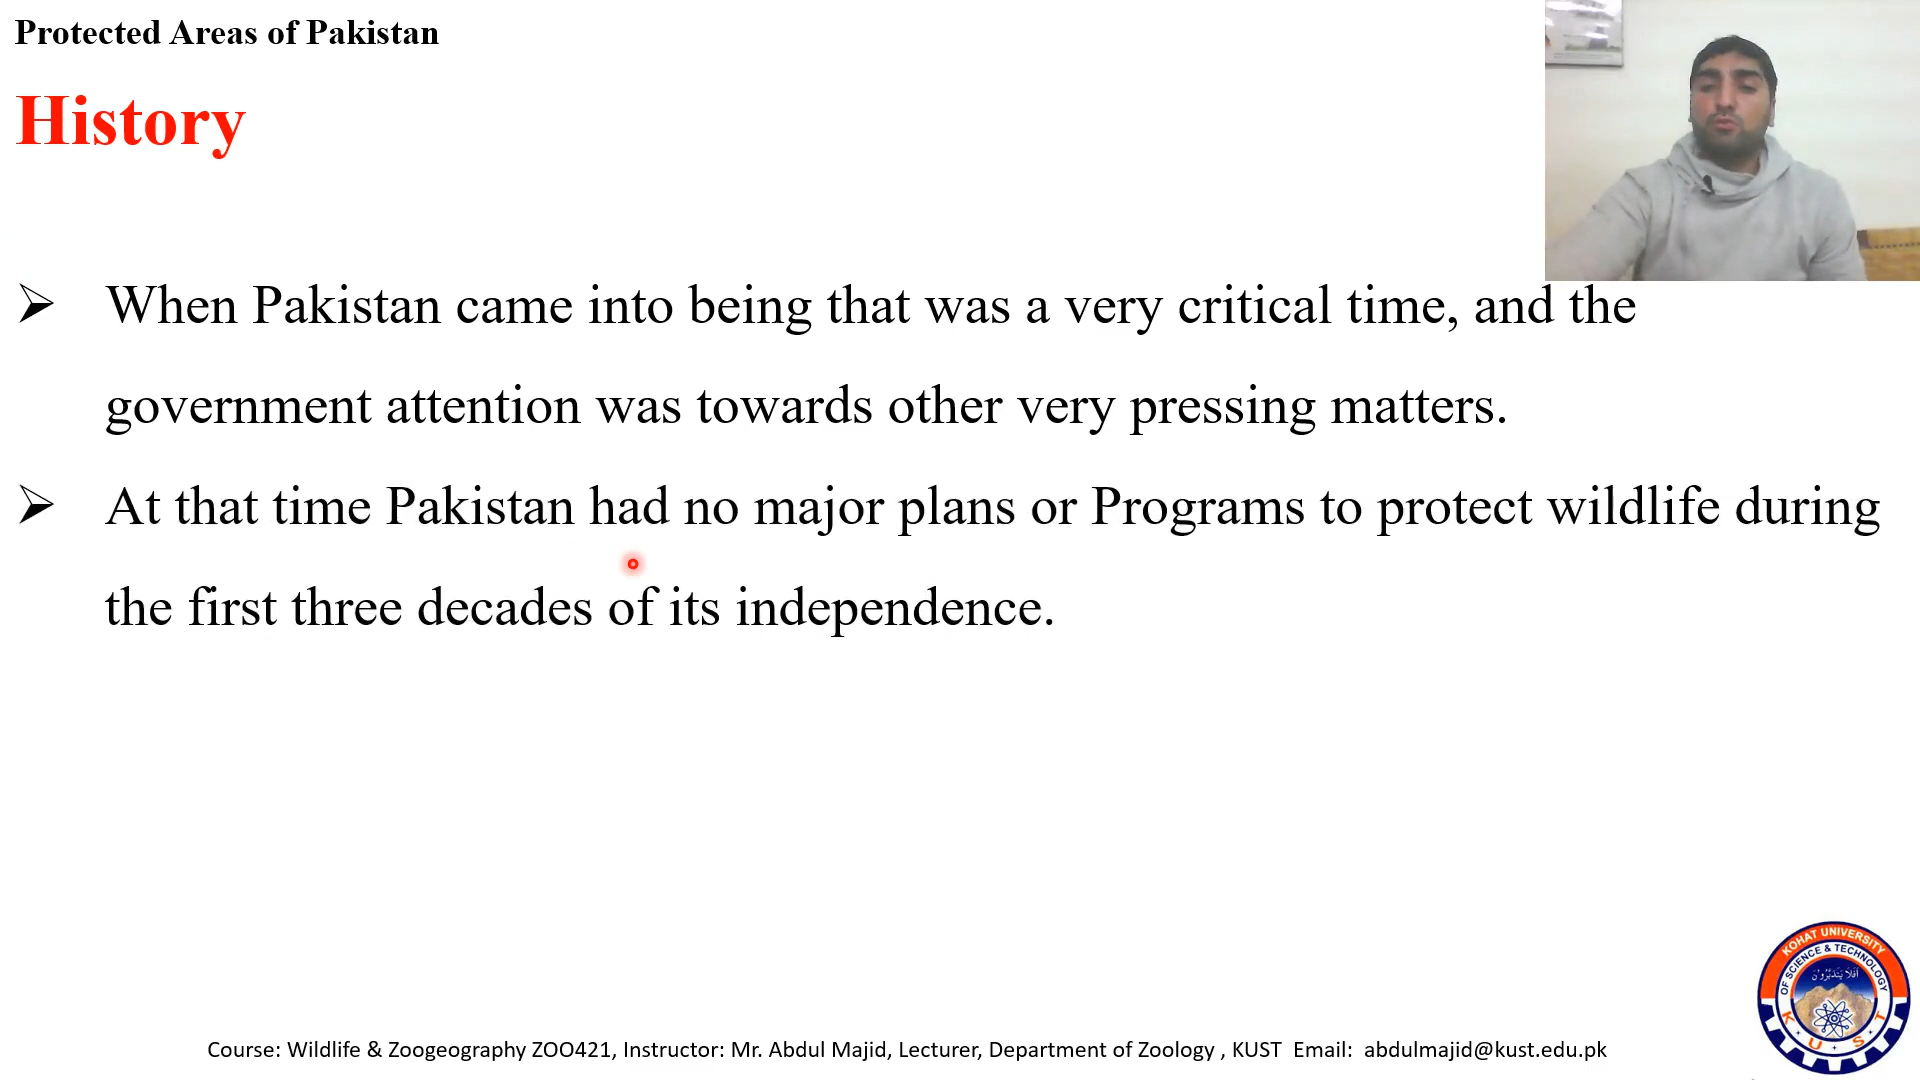 Protected Areas of Pakistan
History
When Pakistan came into being that was a very critical time, and the
government attention was towards other very pressing matters.
At that time Pakistan had no major plans or Programs to protect wildlife during
the first three decades of its independence.
KOHAT UNIVERSITY
OF SCIENCE & TECHNOLOGY
K U S T
Course: Wildlife & Zoogeography ZOO421, Instructor: Mr. Abdul Majid, Lecturer, Department of Zoology , KUST  Email:  abdulmajid@kust.edu.pk